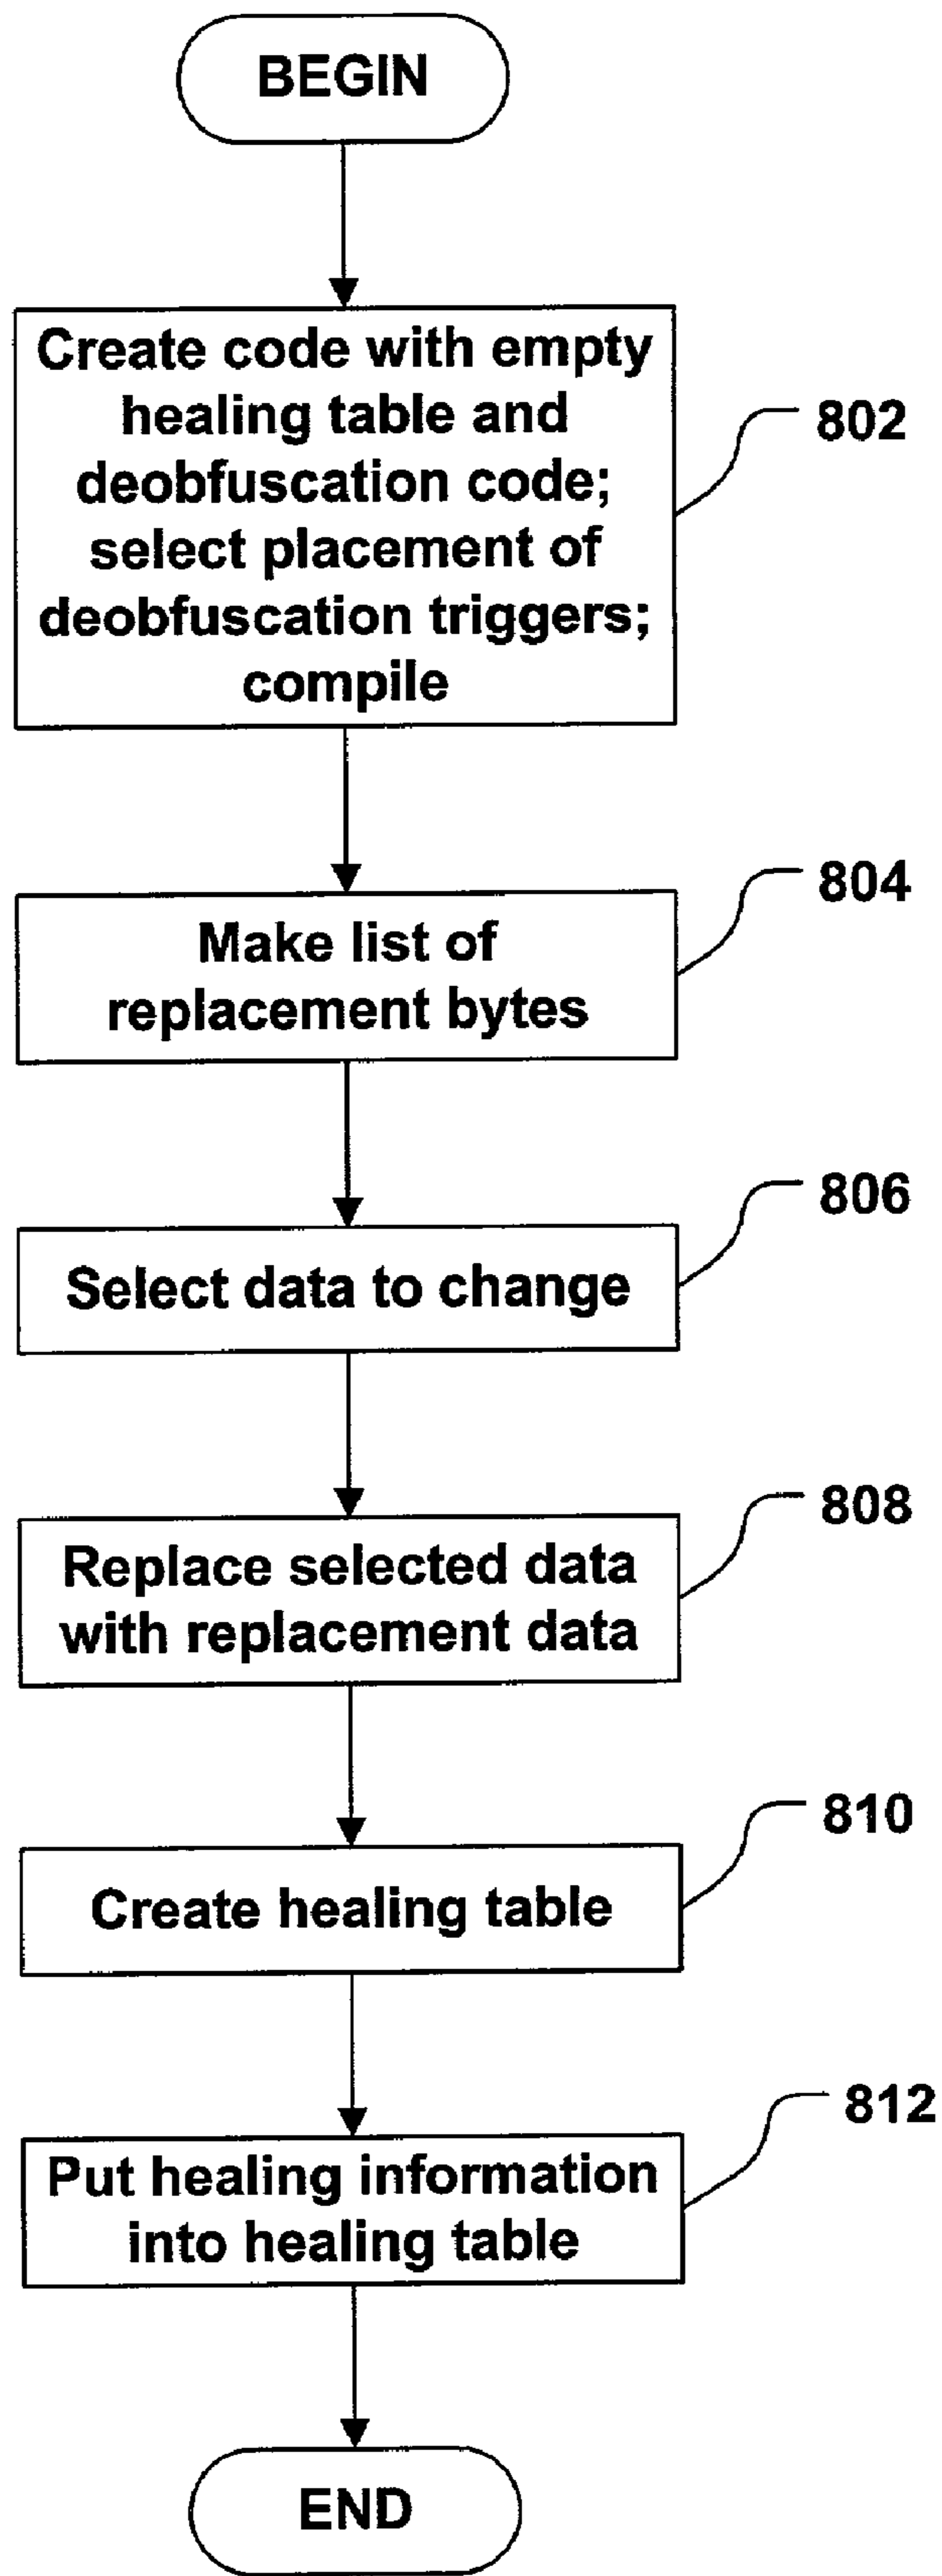 BEGIN
Create code with empty
healing table and
deobfuscation code;
select placement of
deobfuscation triggers;
compile
802
Make list of
replacement bytes
804
Select data to change
806
Replace selected data
with replacement data
808
Create healing table
810
Put healing information
into healing table
812
END